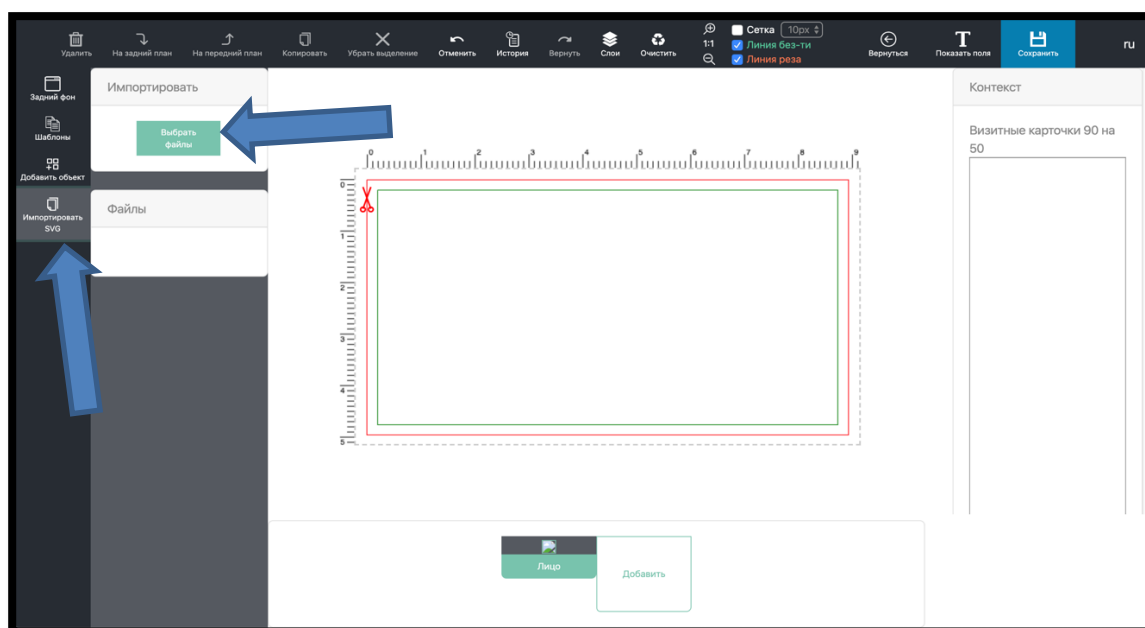 Удалить
На задний план
На передний план
Копировать
Убрать выделение
Отменить
История
Вернуть
Слои
Очистить
1:1
Сетка 10px
Линия без-ти
Линия реза
Вернуться
Показать поля
Сохранить
ru
Задний фон
Шаблоны
Добавить объект
Импортировать
SVG
Импортировать
Выбрать
файлы
Файлы
0 1 2 3 4 5 6 7 8 9
0
1
2
3
4
5
Лицо
Добавить
Контекст
Визитные карточки 90 на
50